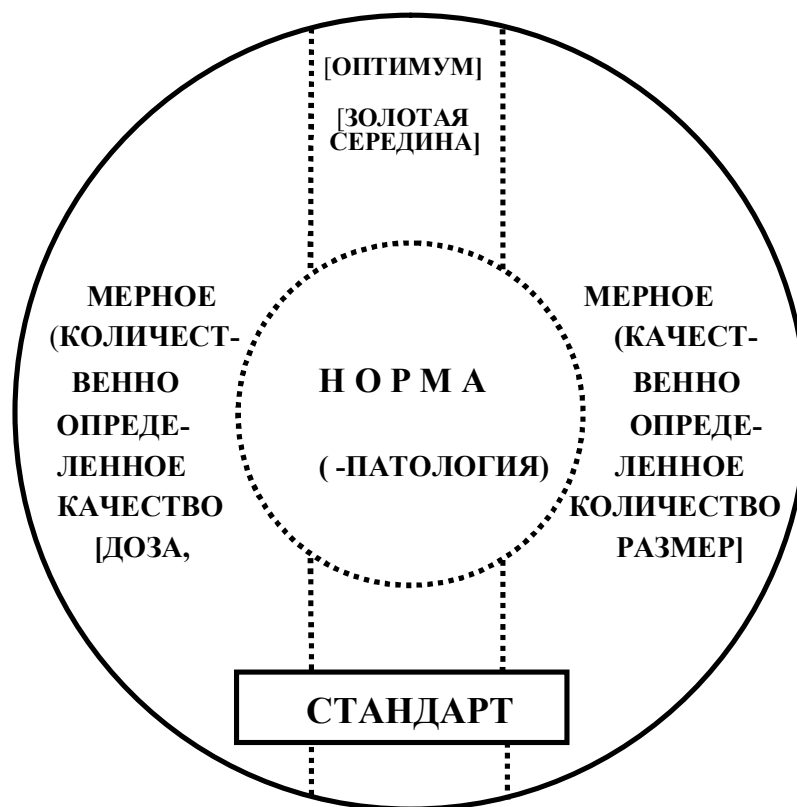 [ОПТИМУМ]
[ЗОЛОТАЯ
СЕРЕДИНА]
МЕРНОЕ
(КОЛИЧЕСТ-
ВЕННО
ОПРЕДЕ-
ЛЕННОЕ
КАЧЕСТВО
[ДОЗА,
Н О Р М А
( -ПАТОЛОГИЯ)
МЕРНОЕ
(КАЧЕСТ-
ВЕННО
ОПРЕДЕ-
ЛЕННОЕ
КОЛИЧЕСТВО
РАЗМЕР]
СТАНДАРТ